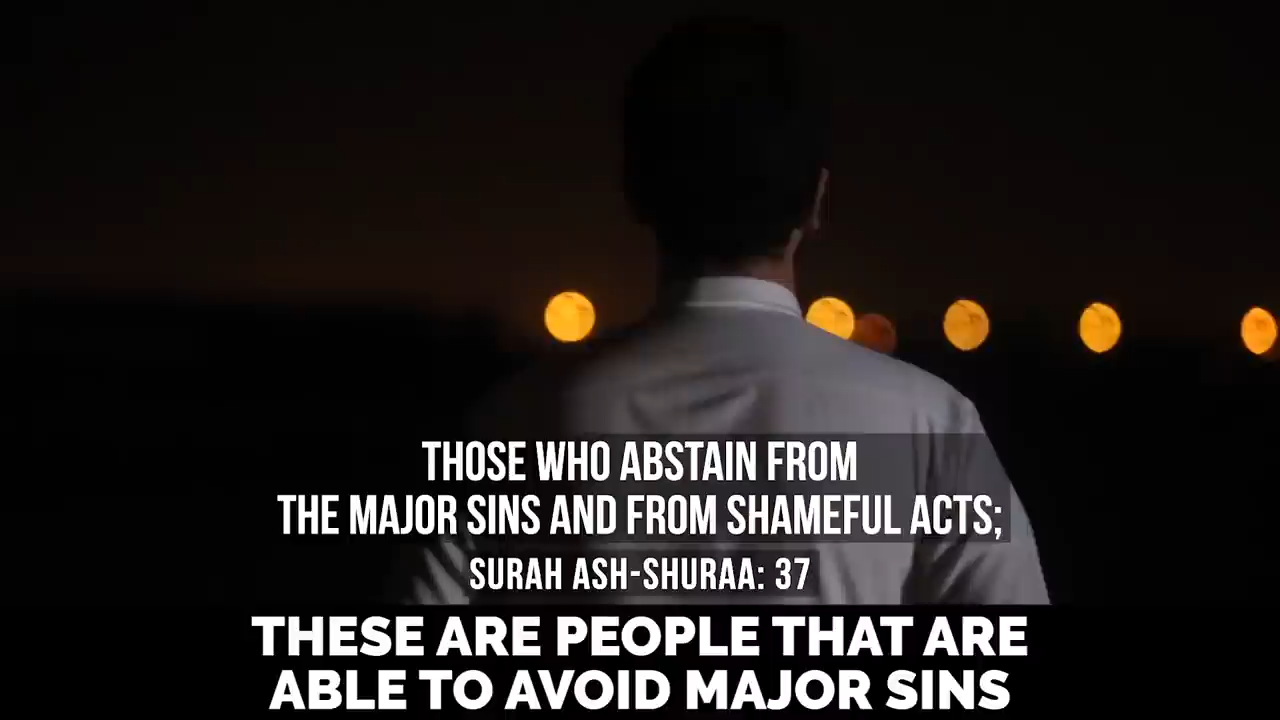 THOSE WHO ABSTAIN FROM
THE MAJOR SINS AND FROM SHAMEFUL ACTS;
SURAH ASH-SHURAA: 37
THESE ARE PEOPLE THAT ARE
ABLE TO AVOID MAJOR SINS